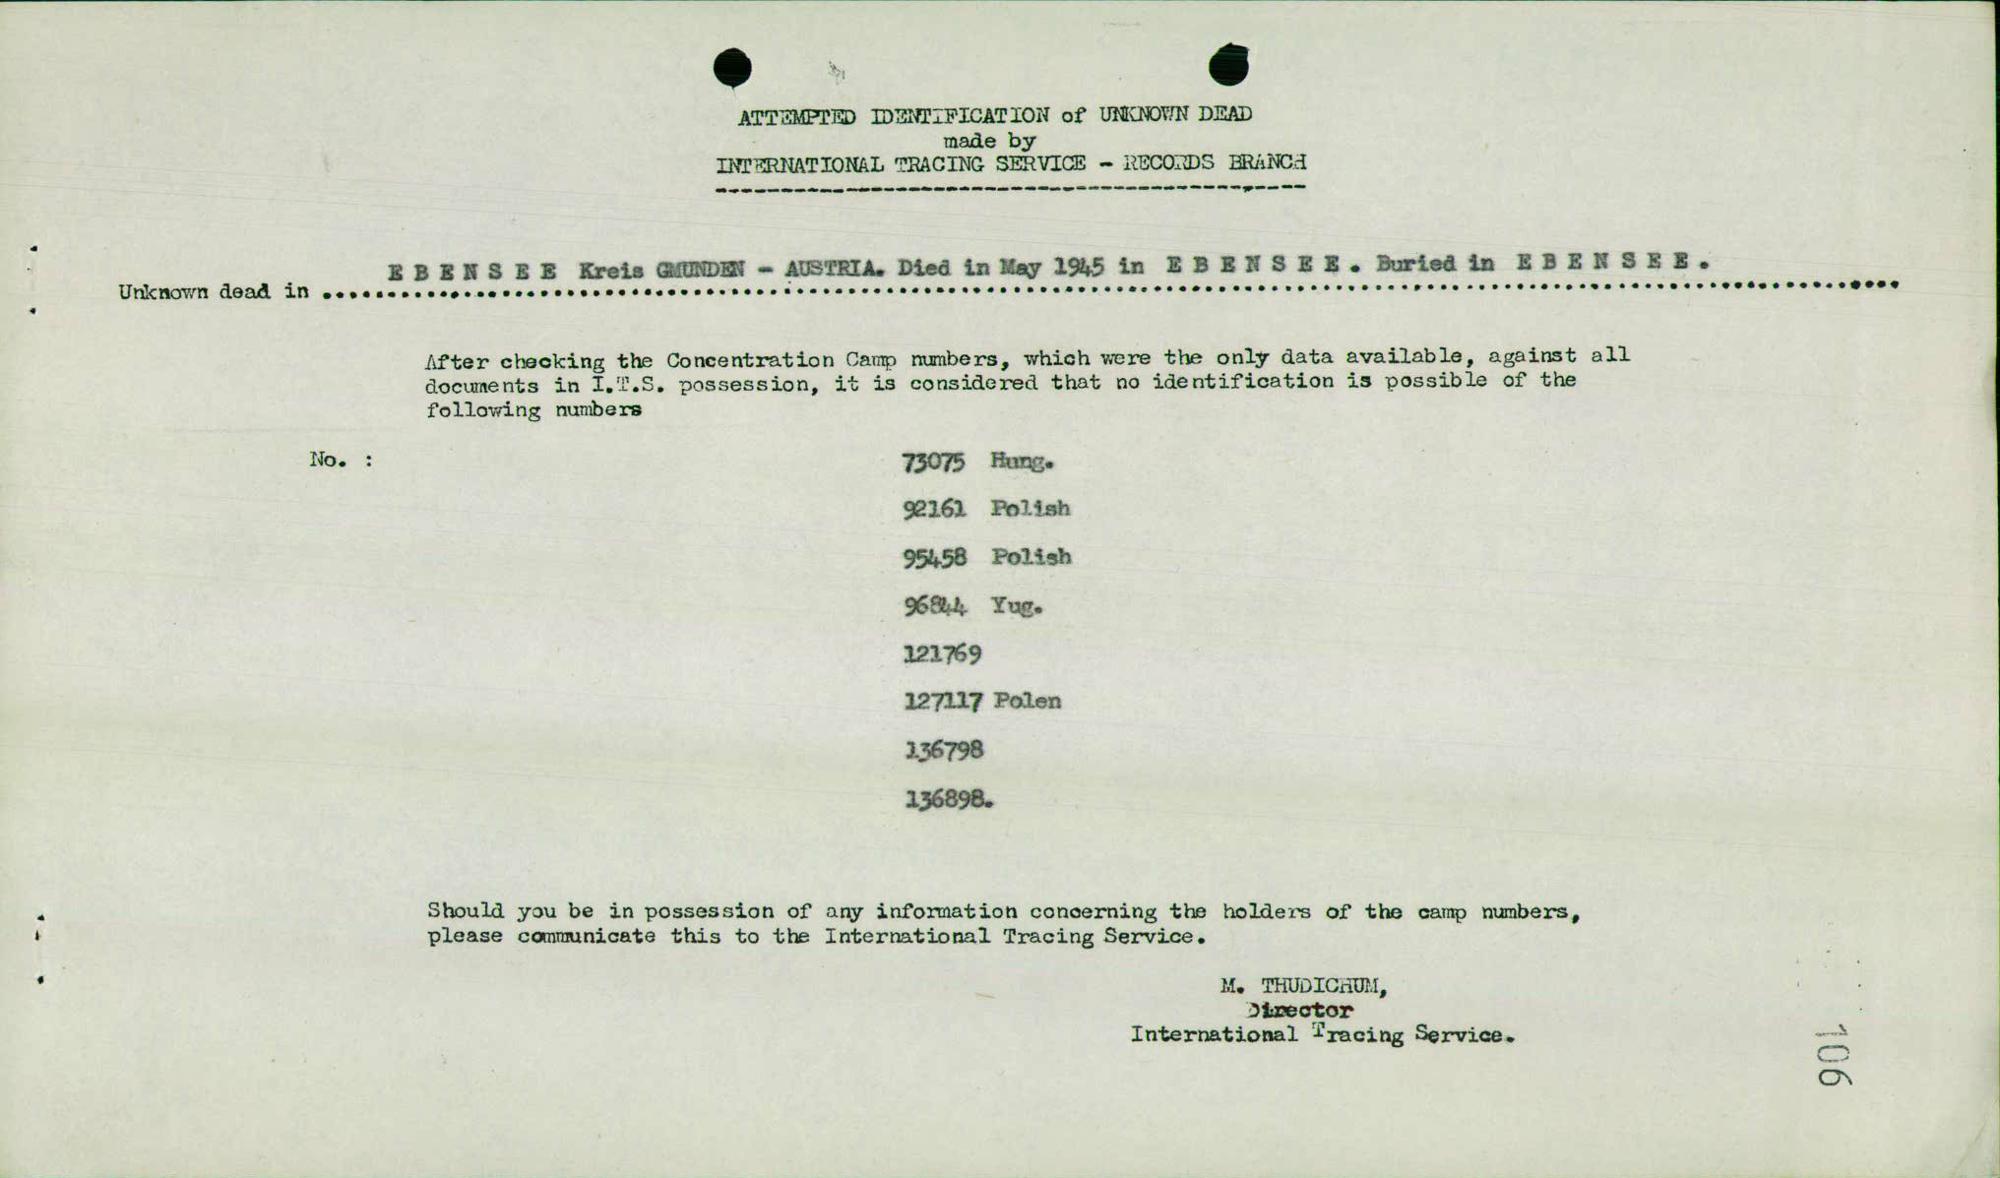 ATTEMPTED IDENTIFICATION of UNKNOWN DEAD
made by
INTERNATIONAL TRACING SERVICE - RECORDS BRANCH
Unknown dead in E B E N S E E Kreis GMUNDEN - AUSTRIA. Died in May 1945 in E B E N S E E . Buried in E B E N S E E .
After checking the Concentration Camp numbers, which were the only data available, against all
documents in I.T.S. possession, it is considered that no identification is possible of the
following numbers
No. :
73075 Hung.
92161 Polish
95458 Polish
96844 Yug.
121769
127117 Polen
136798
136898.
Should you be in possession of any information concerning the holders of the camp numbers,
please communicate this to the International Tracing Service.
M. THUDICHUM,
Director
International Tracing Service.
106